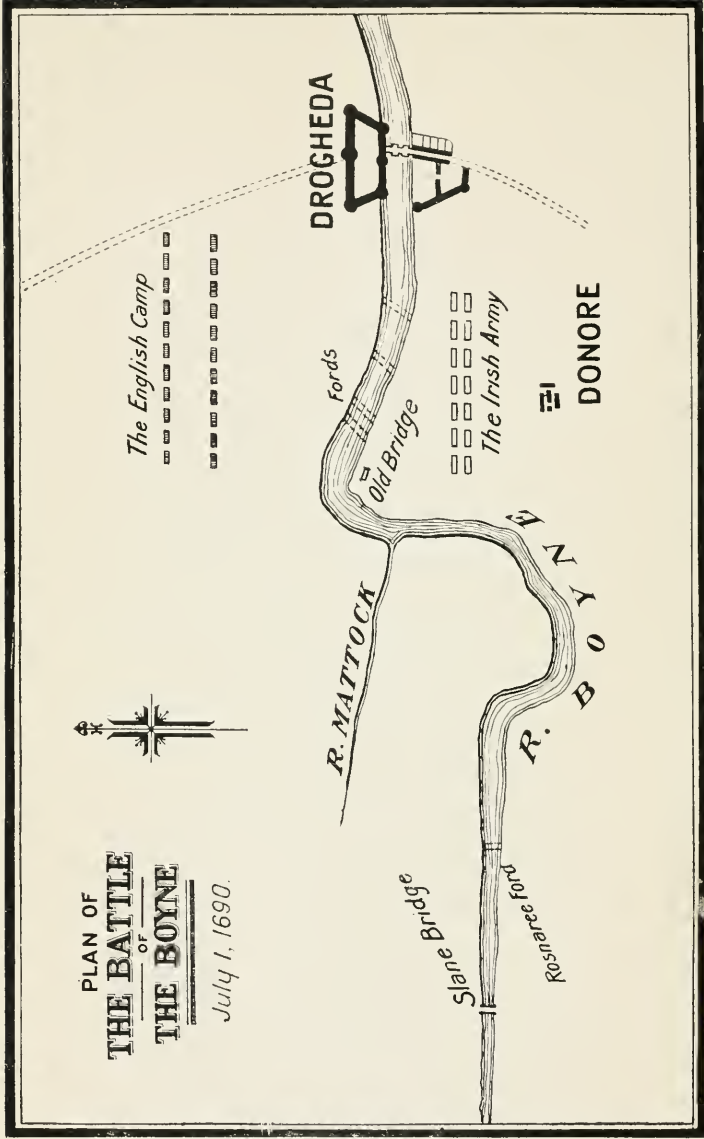 PLAN OF
THE BATTLE
OF
THE BOYNE
July 1, 1690.
The English Camp
DROGHEDA
Fords
Old Bridge
The Irish Army
DONORE
R. MATTOCK
R. BOYNE
Slane Bridge
Rosnaree Ford